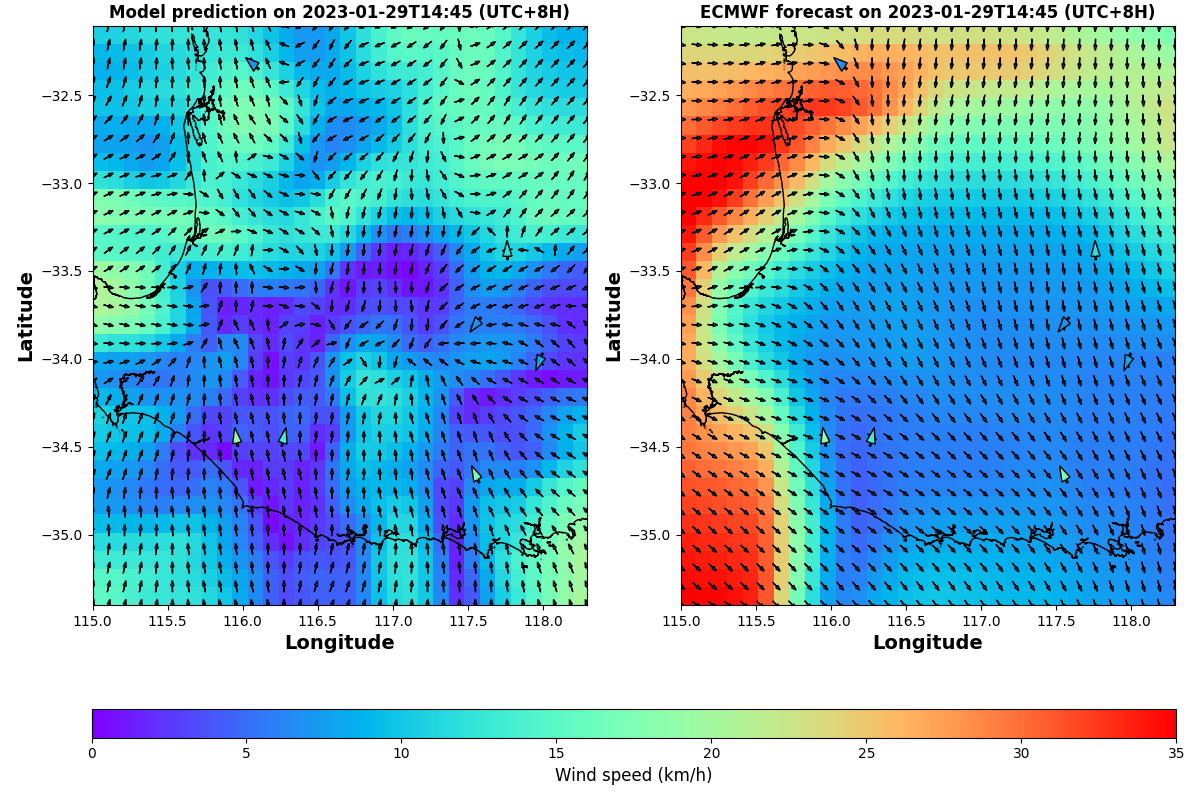 Model prediction on 2023-01-29T14:45 (UTC+8H)
ECMWF forecast on 2023-01-29T14:45 (UTC+8H)
Latitude
−32.5
−33.0
−33.5
−34.0
−34.5
−35.0
115.0 115.5 116.0 116.5 117.0 117.5 118.0
Longitude
Latitude
−32.5
−33.0
−33.5
−34.0
−34.5
−35.0
115.0 115.5 116.0 116.5 117.0 117.5 118.0
Longitude
0 5 10 15 20 25 30 35
Wind speed (km/h)